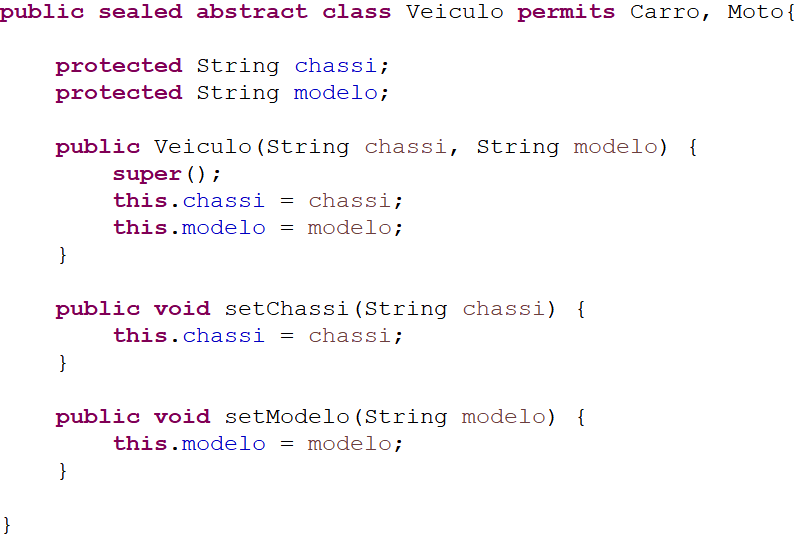 public sealed abstract class Veiculo permits Carro, Moto{
protected String chassi;
protected String modelo;
public Veiculo(String chassi, String modelo) {
super();
this.chassi = chassi;
this.modelo = modelo;
}
public void setChassi(String chassi) {
this.chassi = chassi;
}
public void setModelo(String modelo) {
this.modelo = modelo;
}
}